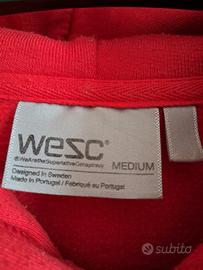 wesc
®WeAretheSuperlativeConspiracy
MEDIUM
Designed in Sweden
Made in Portugal / Fabriqué au Portugal
subito